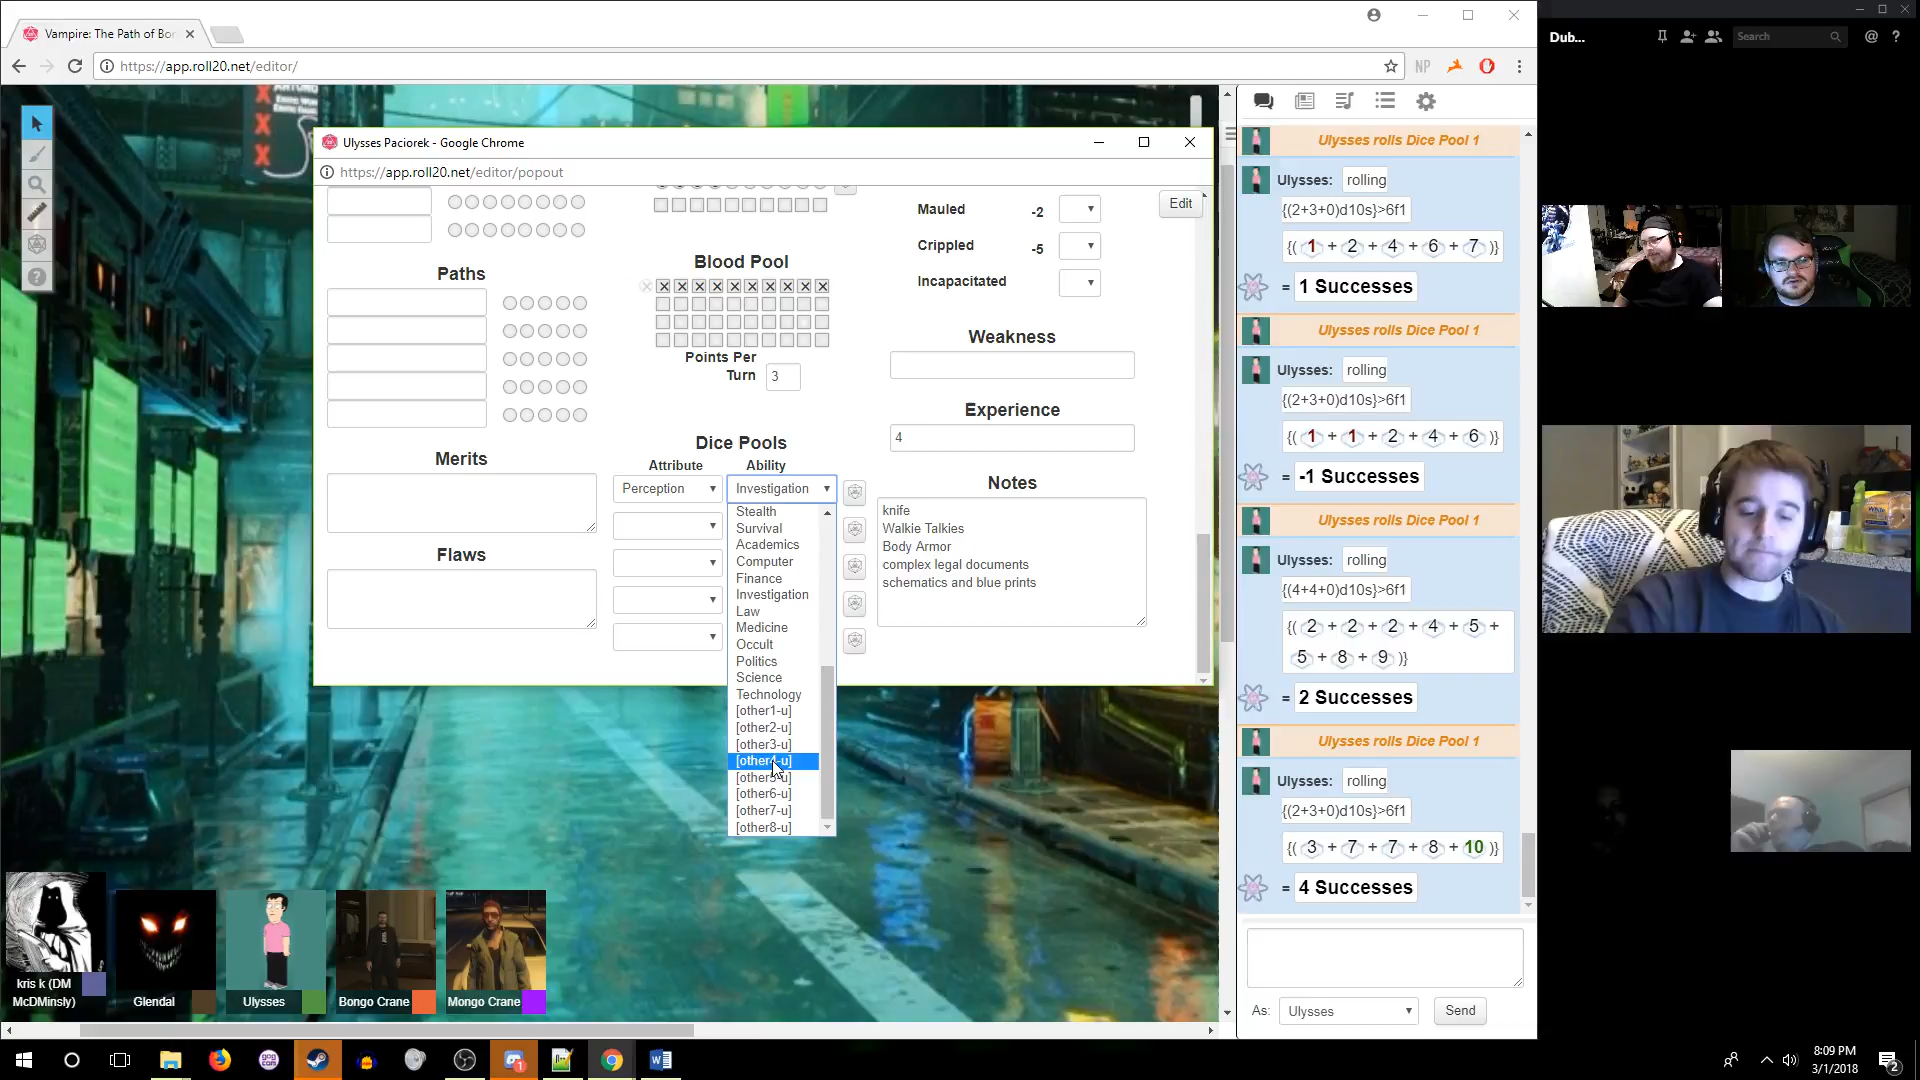 Vampire: The Path of Bor
https://app.roll20.net/editor/
NP
Dub...
Search
@ ?
Ulysses Paciorek - Google Chrome
https://app.roll20.net/editor/popout
Edit
Mauled -2
Crippled -5
Incapacitated
Paths
Blood Pool
Points Per
Turn 3
Weakness
Experience
4
Dice Pools
Attribute Ability
Perception Investigation
Merits
Flaws
Stealth
Survival
Academics
Computer
Finance
Investigation
Law
Medicine
Occult
Politics
Science
Technology
[other1-u]
[other2-u]
[other3-u]
[other4-u]
[other5-u]
[other6-u]
[other7-u]
[other8-u]
Notes
knife
Walkie Talkies
Body Armor
complex legal documents
schematics and blue prints
Ulysses rolls Dice Pool 1
Ulysses: rolling
{(2+3+0)d10s}>6f1
{( 1 + 2 + 4 + 6 + 7 )}
= 1 Successes
Ulysses rolls Dice Pool 1
Ulysses: rolling
{(2+3+0)d10s}>6f1
{( 1 + 1 + 2 + 4 + 6 )}
= -1 Successes
Ulysses rolls Dice Pool 1
Ulysses: rolling
{(4+4+0)d10s}>6f1
{( 2 + 2 + 2 + 4 + 5 +
5 + 8 + 9 )}
= 2 Successes
Ulysses rolls Dice Pool 1
Ulysses: rolling
{(2+3+0)d10s}>6f1
{( 3 + 7 + 7 + 8 + 10 )}
= 4 Successes
As: Ulysses Send
kris k (DM
McDMinsly)
Glendal
Ulysses
Bongo Crane
Mongo Crane
8:09 PM
3/1/2018
2